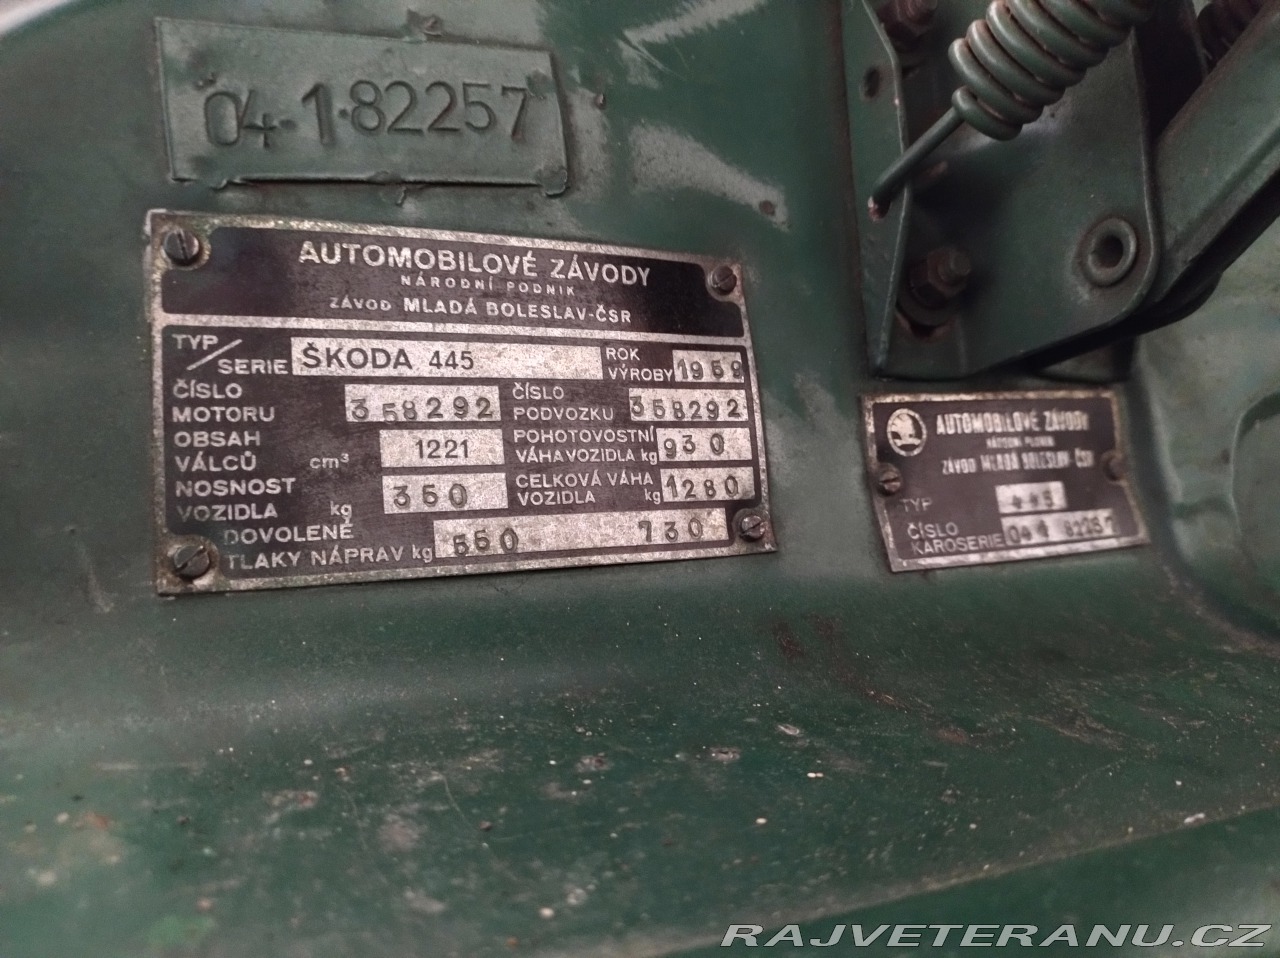 04-1·82257
AUTOMOBILOVÉ ZÁVODY
NÁRODNÍ PODNIK
ZÁVOD MLADÁ BOLESLAV-ČSR
TYP/SERIE ŠKODA 445 ROK VÝROBY 1959
ČÍSLO MOTORU 358292 ČÍSLO PODVOZKU 358292
OBSAH VÁLCŮ cm³ 1221 POHOTOVOSTNÍ VÁHA VOZIDLA kg 930
NOSNOST VOZIDLA kg 350 CELKOVÁ VÁHA VOZIDLA kg 1280
DOVOLENÉ TLAKY NÁPRAV kg 550 730
AUTOMOBILOVÉ ZÁVODY
NÁRODNÍ PODNIK
ZÁVOD MLADÁ BOLESLAV ČSR
TYP 445
ČÍSLO KAROSERIE 04 1 82257
RAJVETERANU.CZ